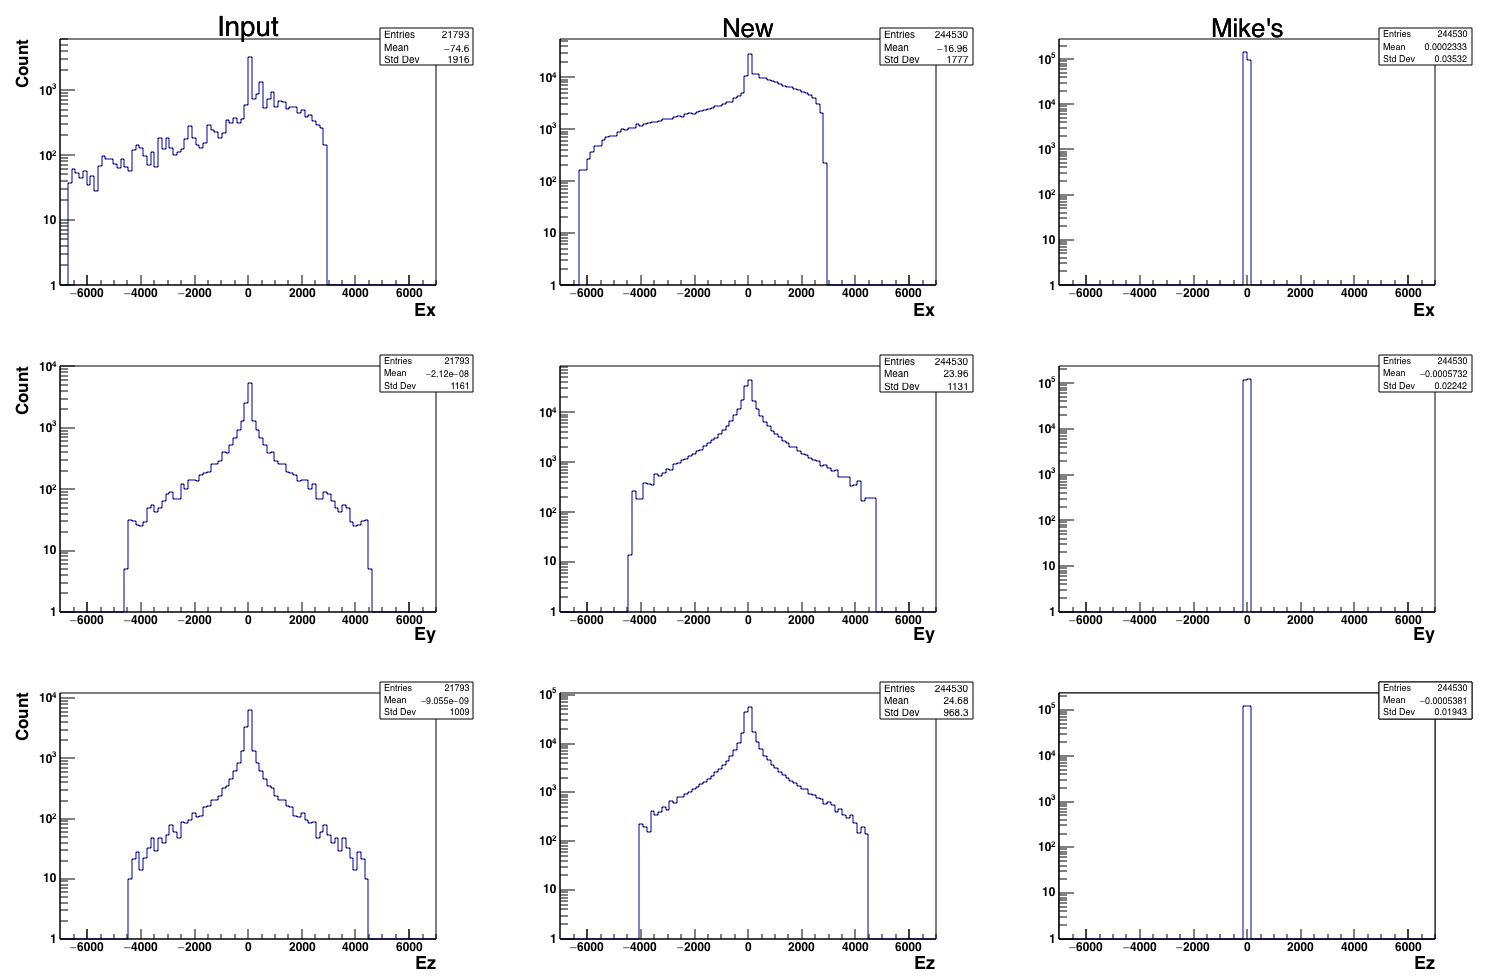 Input
New
Mike's
Count
Entries 21793
Mean −74.6
Std Dev 1916
10³
10²
10
1
−6000 −4000 −2000 0 2000 4000 6000
Ex
Entries 244530
Mean −16.96
Std Dev 1777
10⁴
10³
10²
10
1
−6000 −4000 −2000 0 2000 4000 6000
Ex
Entries 244530
Mean 0.0002333
Std Dev 0.03532
10⁵
10⁴
10³
10²
10
1
−6000 −4000 −2000 0 2000 4000 6000
Ex
Count
Entries 21793
Mean −2.12e−08
Std Dev 1161
10⁴
10³
10²
10
1
−6000 −4000 −2000 0 2000 4000 6000
Ey
Entries 244530
Mean 23.96
Std Dev 1131
10⁴
10³
10²
10
1
−6000 −4000 −2000 0 2000 4000 6000
Ey
Entries 244530
Mean −0.0005732
Std Dev 0.02242
10⁵
10⁴
10³
10²
10
1
−6000 −4000 −2000 0 2000 4000 6000
Ey
Count
Entries 21793
Mean −9.055e−09
Std Dev 1009
10⁴
10³
10²
10
1
−6000 −4000 −2000 0 2000 4000 6000
Ez
Entries 244530
Mean 24.68
Std Dev 968.3
10⁵
10⁴
10³
10²
10
1
−6000 −4000 −2000 0 2000 4000 6000
Ez
Entries 244530
Mean −0.0005381
Std Dev 0.01943
10⁵
10⁴
10³
10²
10
1
−6000 −4000 −2000 0 2000 4000 6000
Ez